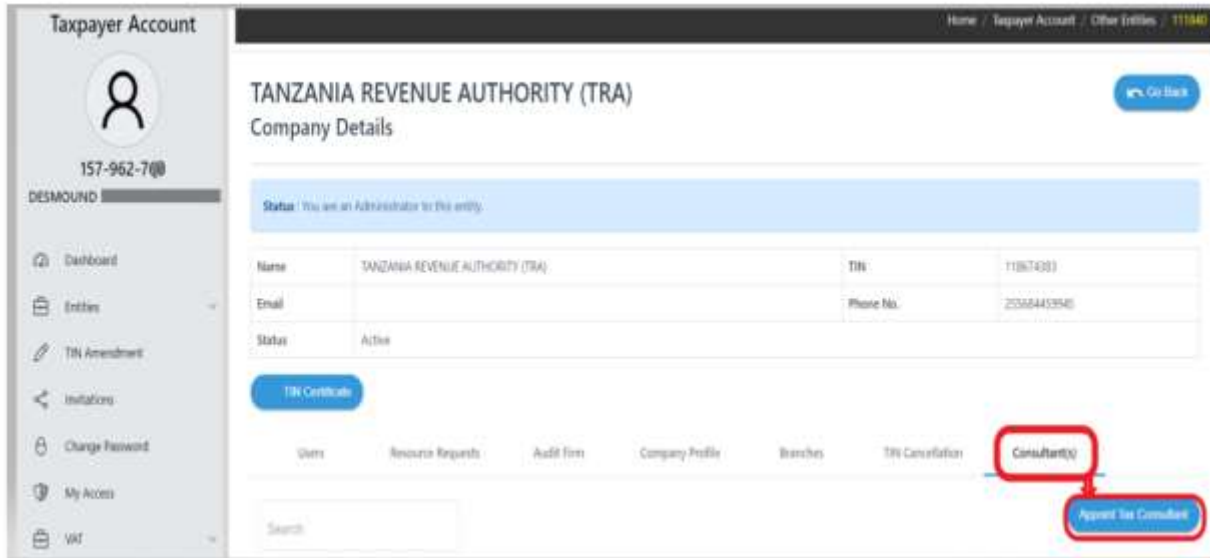 Taxpayer Account
Home / Taxpayer Account / Other Entities / 111840
TANZANIA REVENUE AUTHORITY (TRA)
Go Back
Company Details
157-962-7
DESMOUND
Status : You are an Administrator to this entity.
Dashboard
Name TANZANIA REVENUE AUTHORITY (TRA) TIN
Entities
Email Phone No.
TIN Amendment
Status Active
Invitations
TIN Certificate
Change Password
Users Resource Requests Audit Firm Company Profile Branches TIN Cancellation Consultant(s)
My Access
Appoint Tax Consultant
Search
VAT